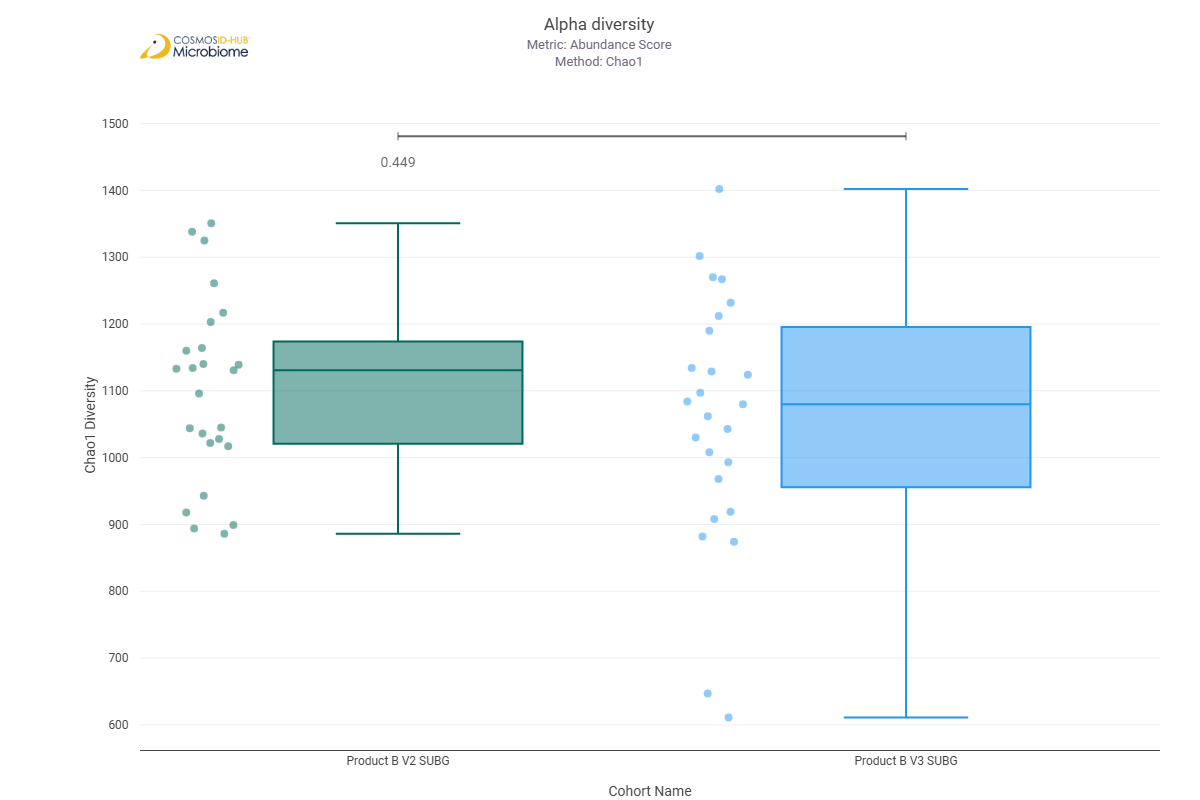 Alpha diversity
Metric: Abundance Score
Method: Chao1
COSMOSID-HUB
Microbiome
1500
0.449
1400
1300
1200
1100
1000
900
800
700
600
Chao1 Diversity
Product B V2 SUBG
Product B V3 SUBG
Cohort Name